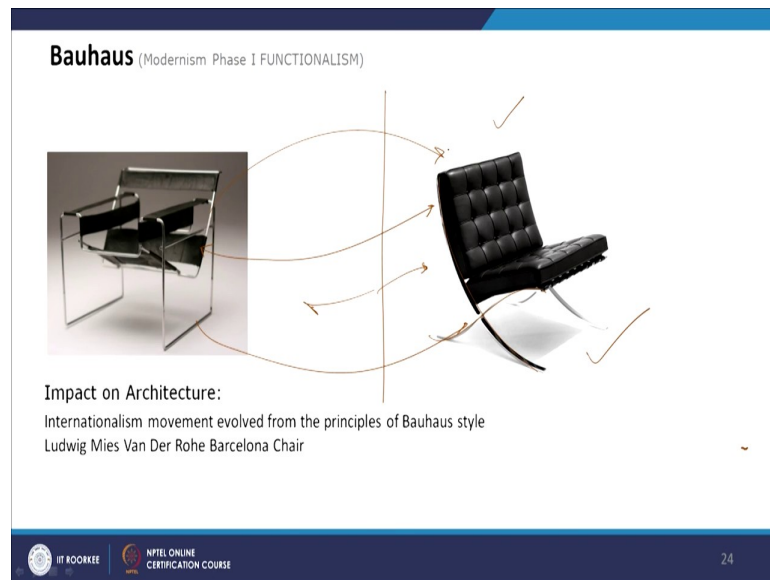 Bauhaus (Modernism Phase I FUNCTIONALISM)
Impact on Architecture:
Internationalism movement evolved from the principles of Bauhaus style
Ludwig Mies Van Der Rohe Barcelona Chair
IIT ROORKEE
NPTEL ONLINE
CERTIFICATION COURSE
24